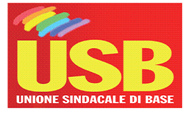 USB
UNIONE SINDACALE DI BASE